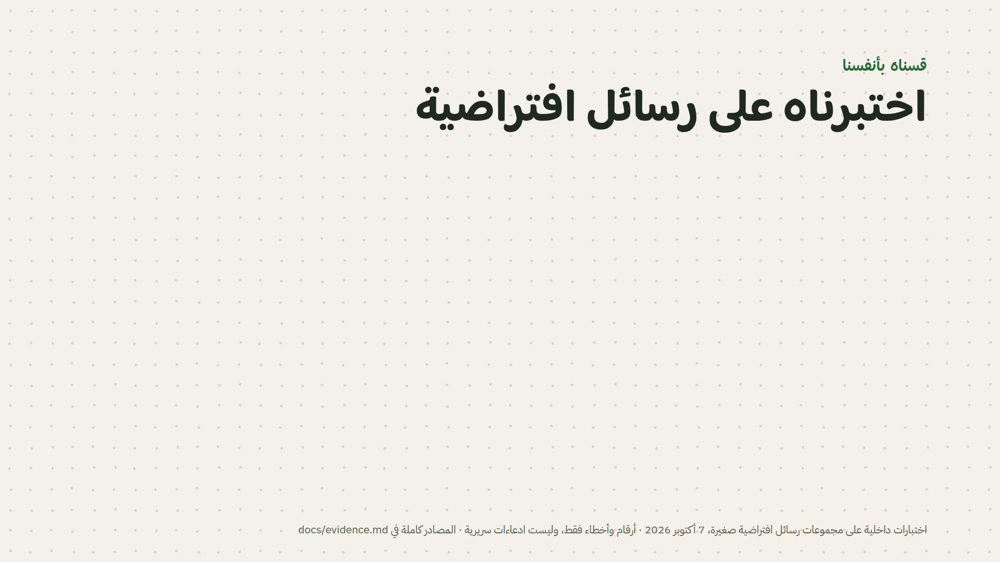 قسناه بأنفسنا
اختبرناه على رسائل افتراضية
اختبارات داخلية على مجموعات رسائل افتراضية صغيرة، 7 أكتوبر 2026 · أرقام وأخطاء فقط، وليست ادعاءات سريرية · المصادر كاملة في docs/evidence.md